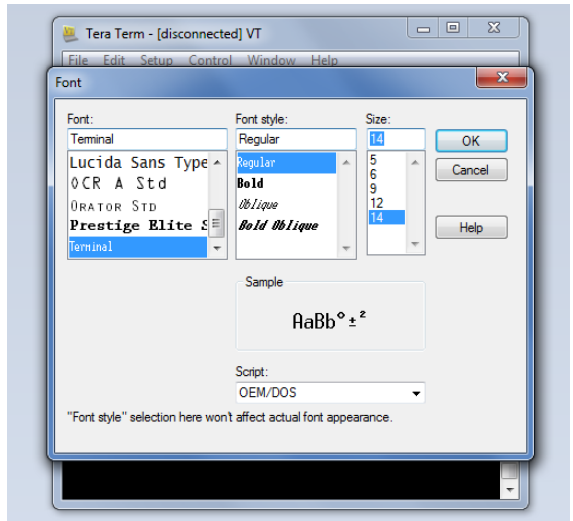 Tera Term - [disconnected] VT
File Edit Setup Control Window Help
Font
Font:
Terminal
Lucida Sans Type
OCR A Std
Orator Std
Prestige Elite S
Terminal
Font style:
Regular
Regular
Bold
Oblique
Bold Oblique
Size:
14
5
6
9
12
14
OK
Cancel
Help
Sample
AaBb°±²
Script:
OEM/DOS
"Font style" selection here won't affect actual font appearance.